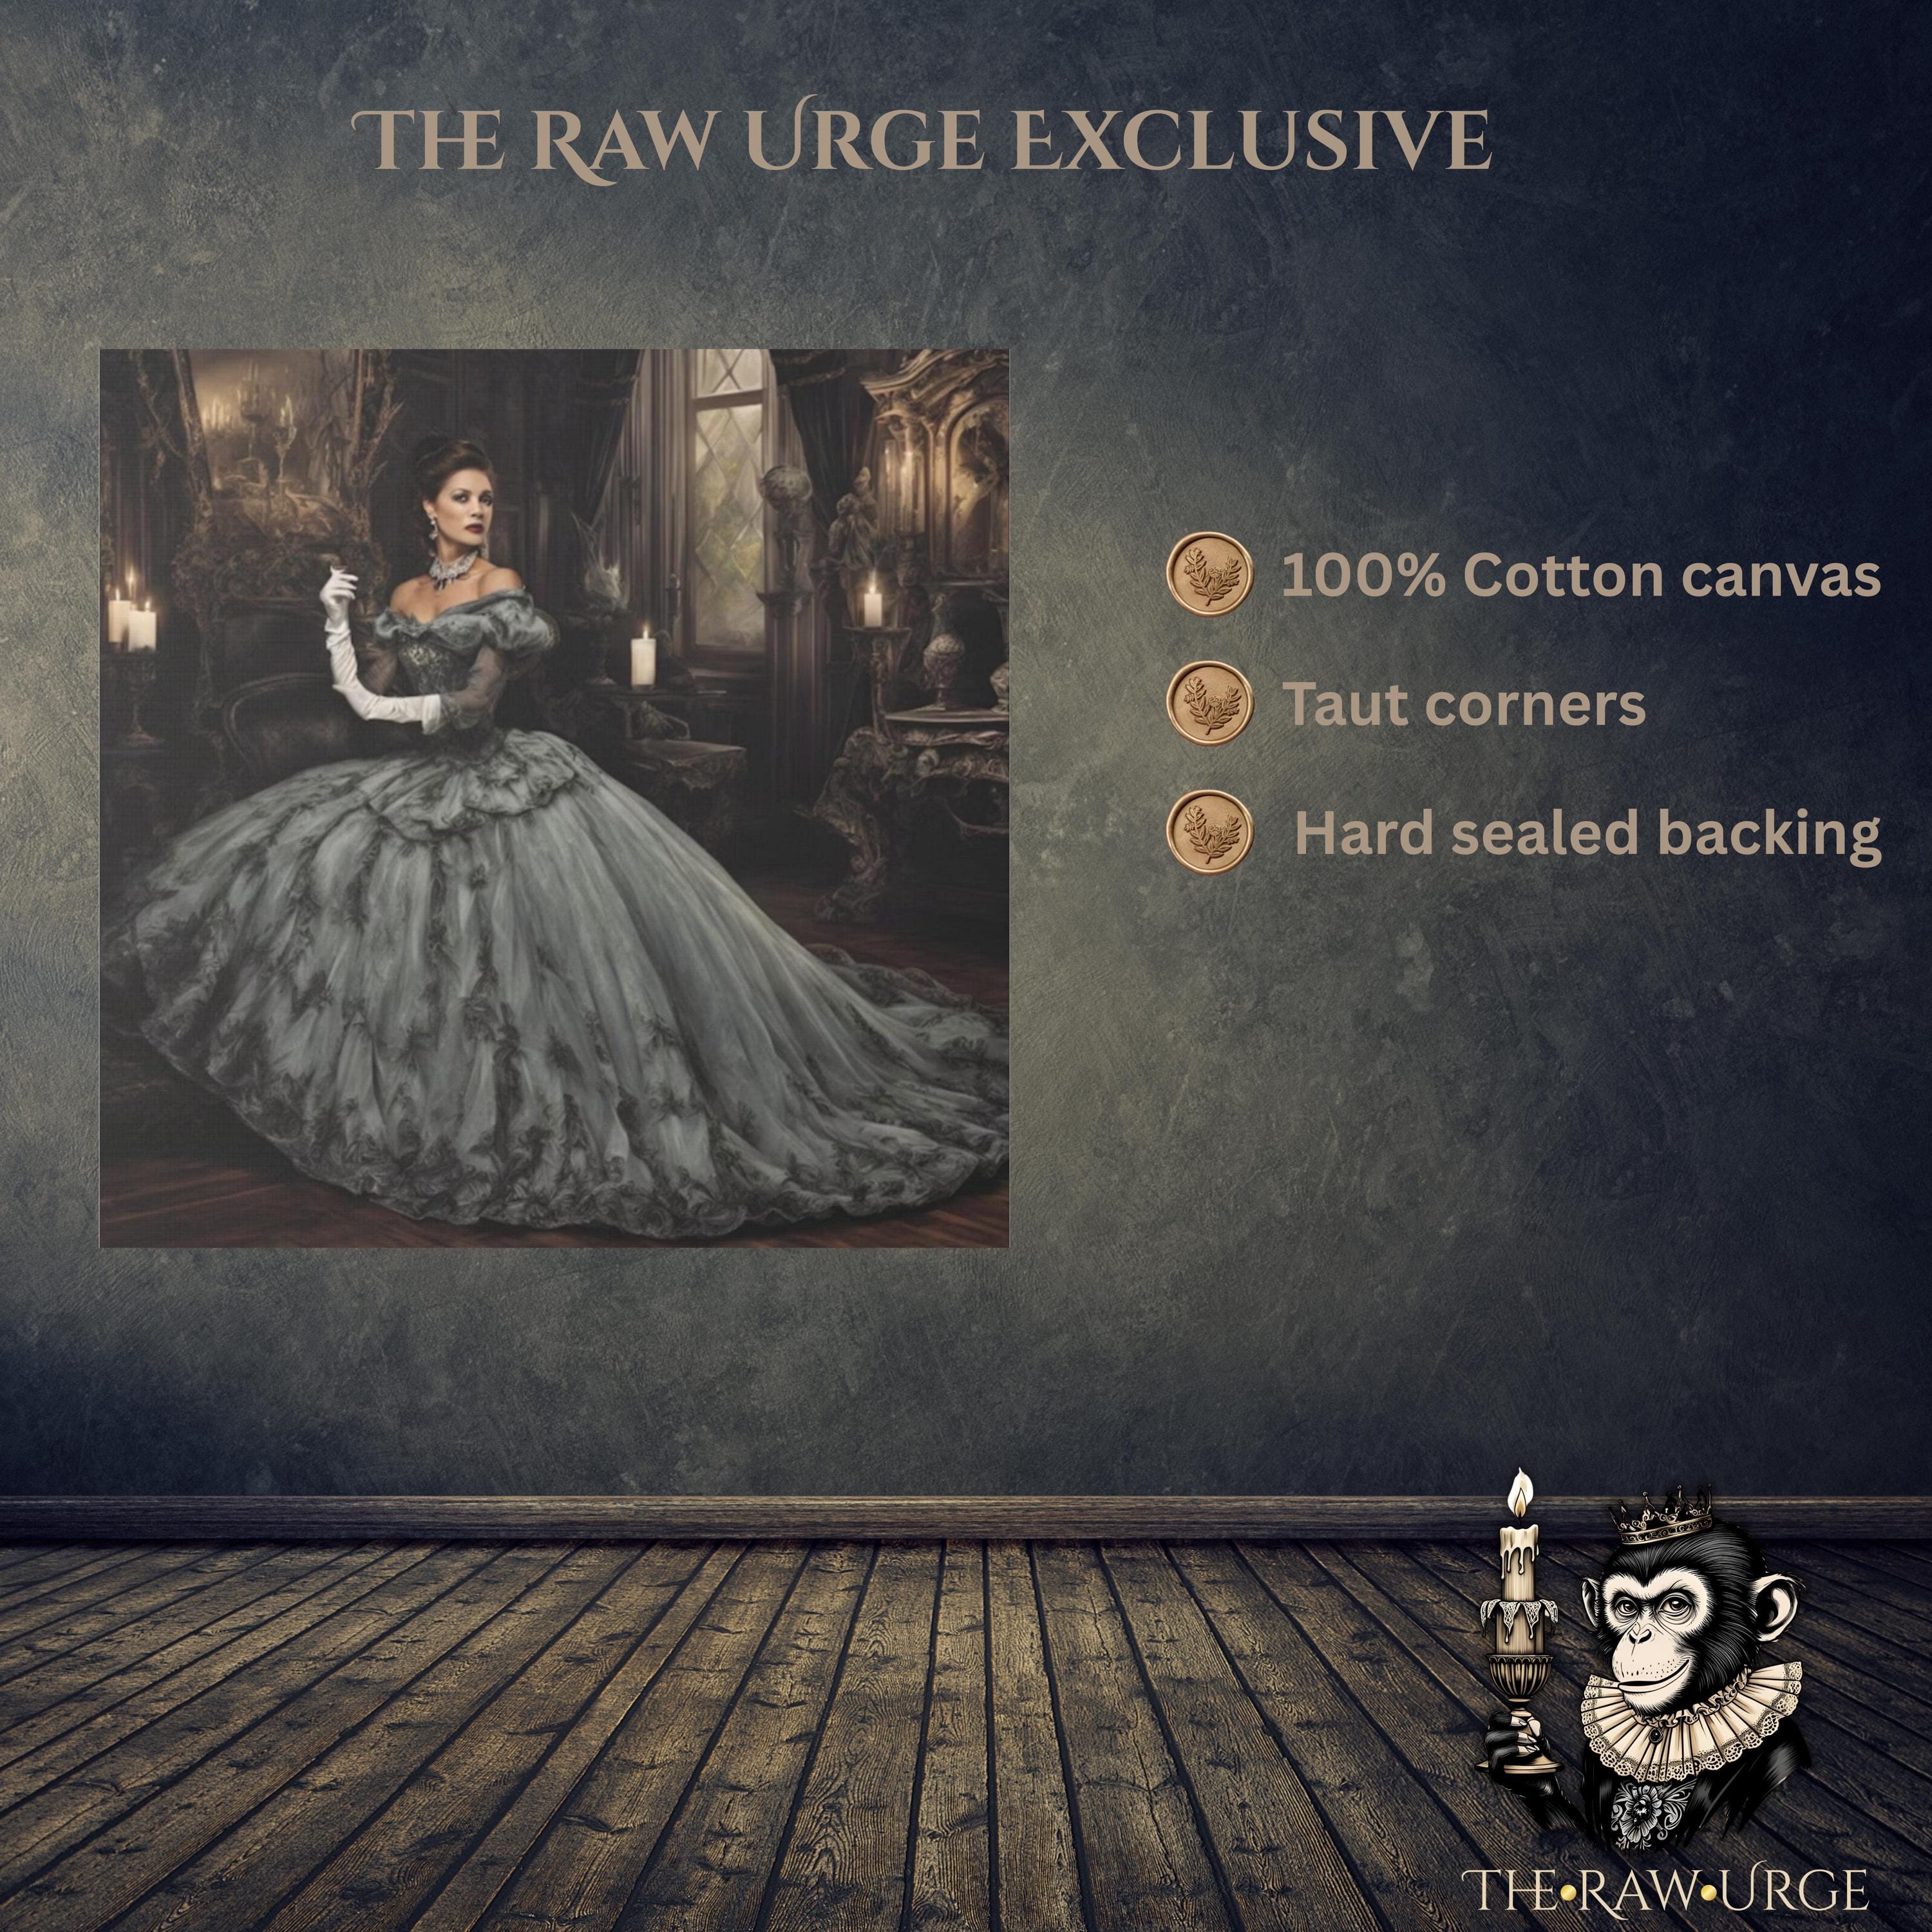 The Raw Urge Exclusive
100% Cotton canvas
Taut corners
Hard sealed backing
The•Raw•Urge